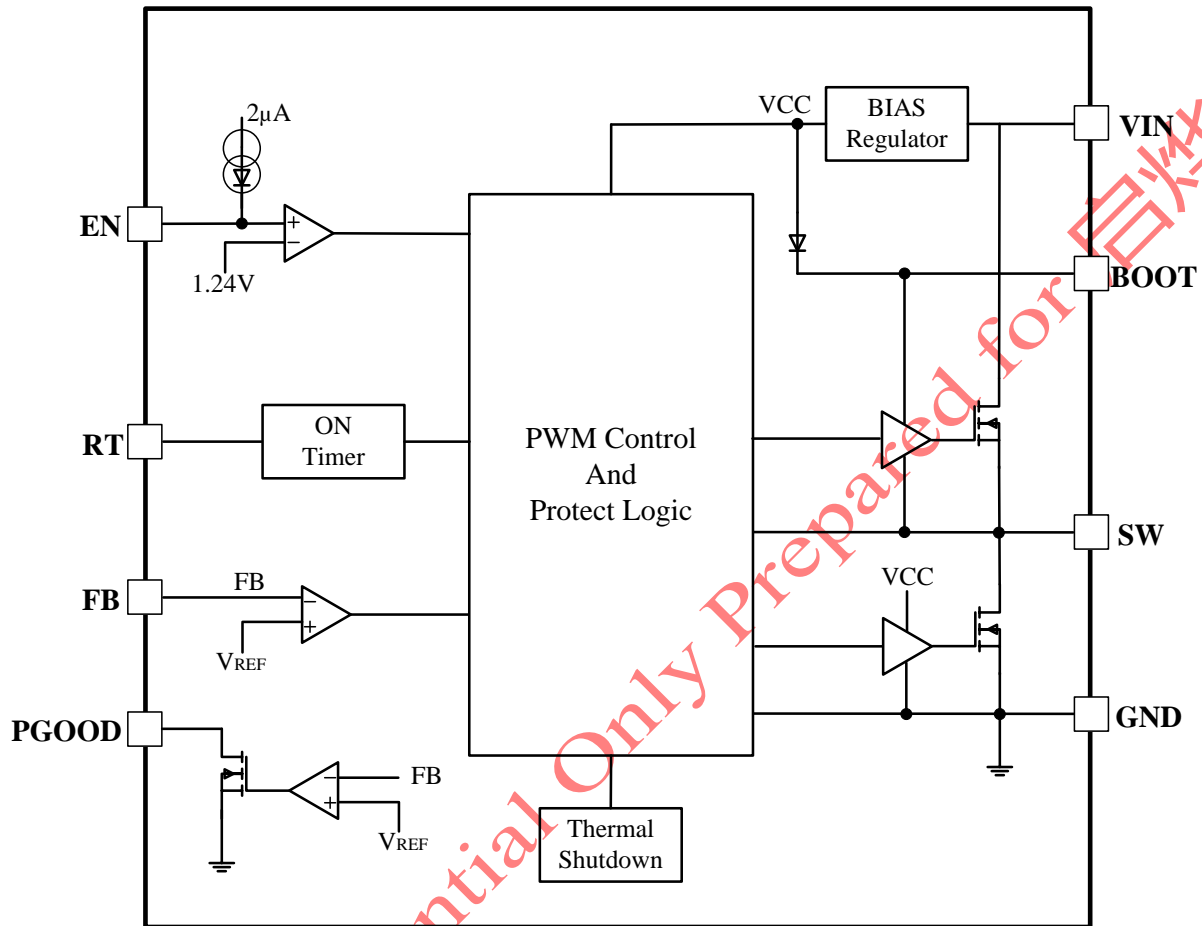 2µA
VCC
BIAS
Regulator
VIN
EN
+
−
1.24V
BOOT
RT
ON
Timer
PWM Control
And
Protect Logic
SW
FB
FB
−
+
VREF
VCC
PGOOD
GND
−
FB
+
VREF
Thermal
Shutdown
ntial Only Prepared for